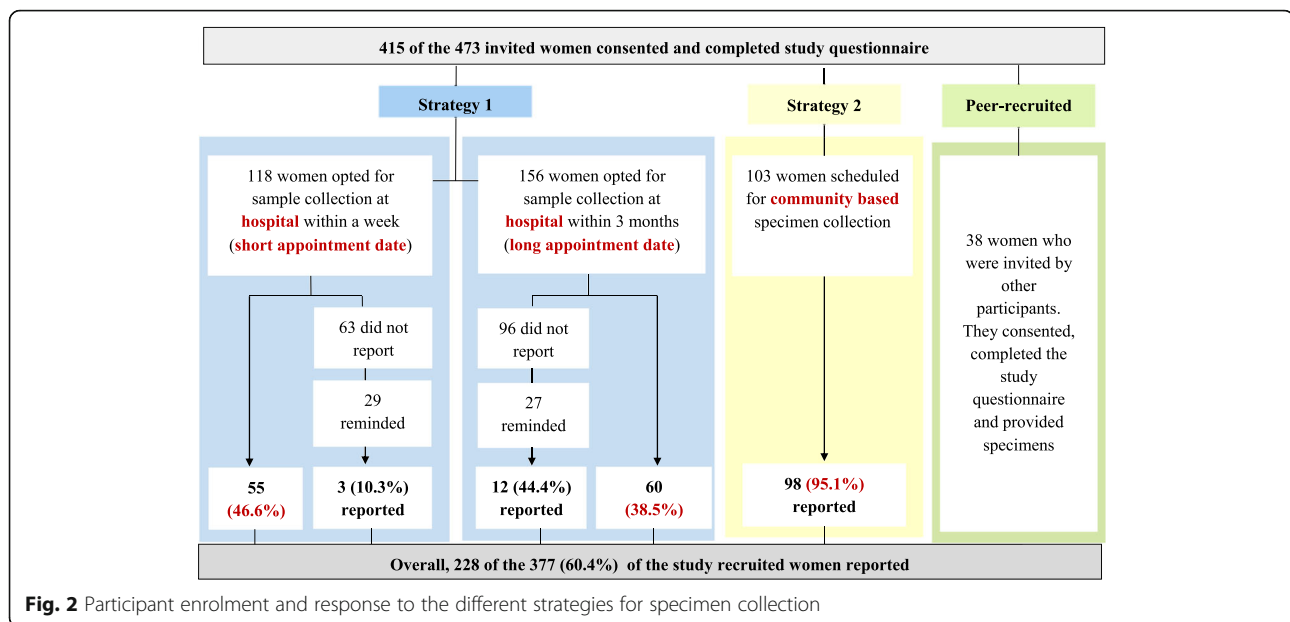 415 of the 473 invited women consented and completed study questionnaire
Strategy 1
Strategy 2
Peer-recruited
118 women opted for
sample collection at
hospital within a week
(short appointment date)
156 women opted for
sample collection at
hospital within 3 months
(long appointment date)
103 women scheduled
for community based
specimen collection
38 women who
were invited by
other
participants.
They consented,
completed the
study
questionnaire
and provided
specimens
63 did not
report
96 did not
report
29
reminded
27
reminded
55
(46.6%)
3 (10.3%)
reported
12 (44.4%)
reported
60
(38.5%)
98 (95.1%)
reported
Overall, 228 of the 377 (60.4%) of the study recruited women reported
Fig. 2 Participant enrolment and response to the different strategies for specimen collection